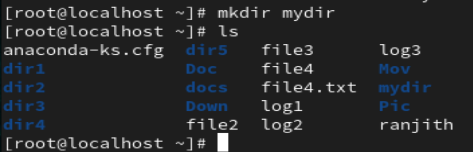 [root@localhost ~]# mkdir mydir
[root@localhost ~]# ls
anaconda-ks.cfg dir5 file3 log3
dir1 Doc file4 Mov
dir2 docs file4.txt mydir
dir3 Down log1 Pic
dir4 file2 log2 ranjith
[root@localhost ~]#